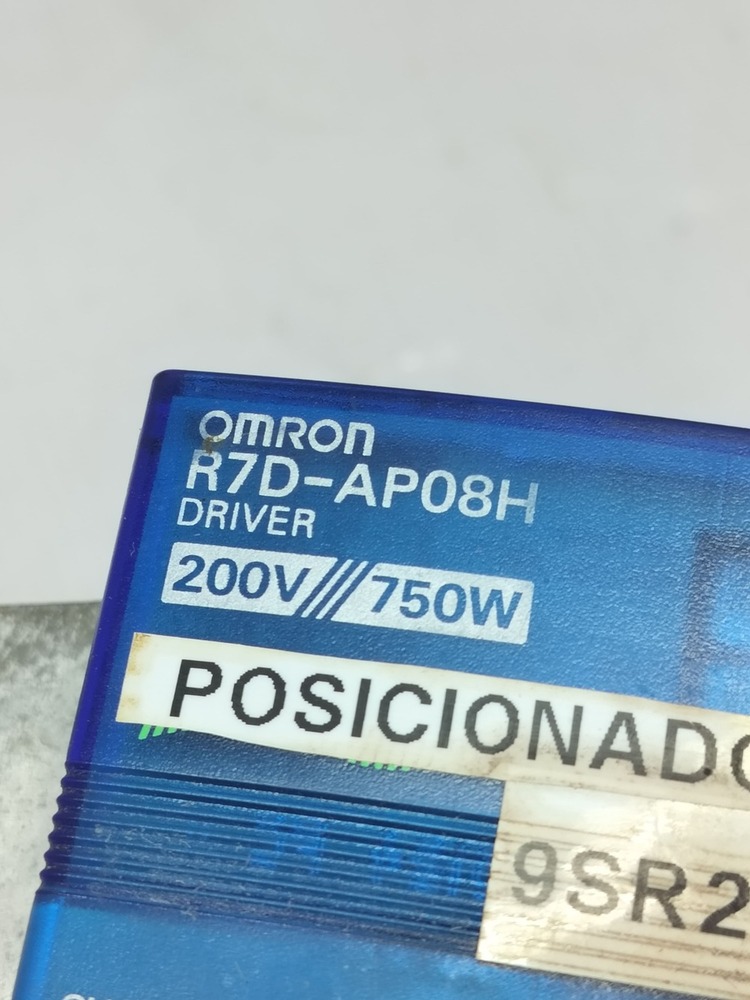 OMRON
R7D-AP08H
DRIVER
200V///750W
POSICIONADO
9SR2